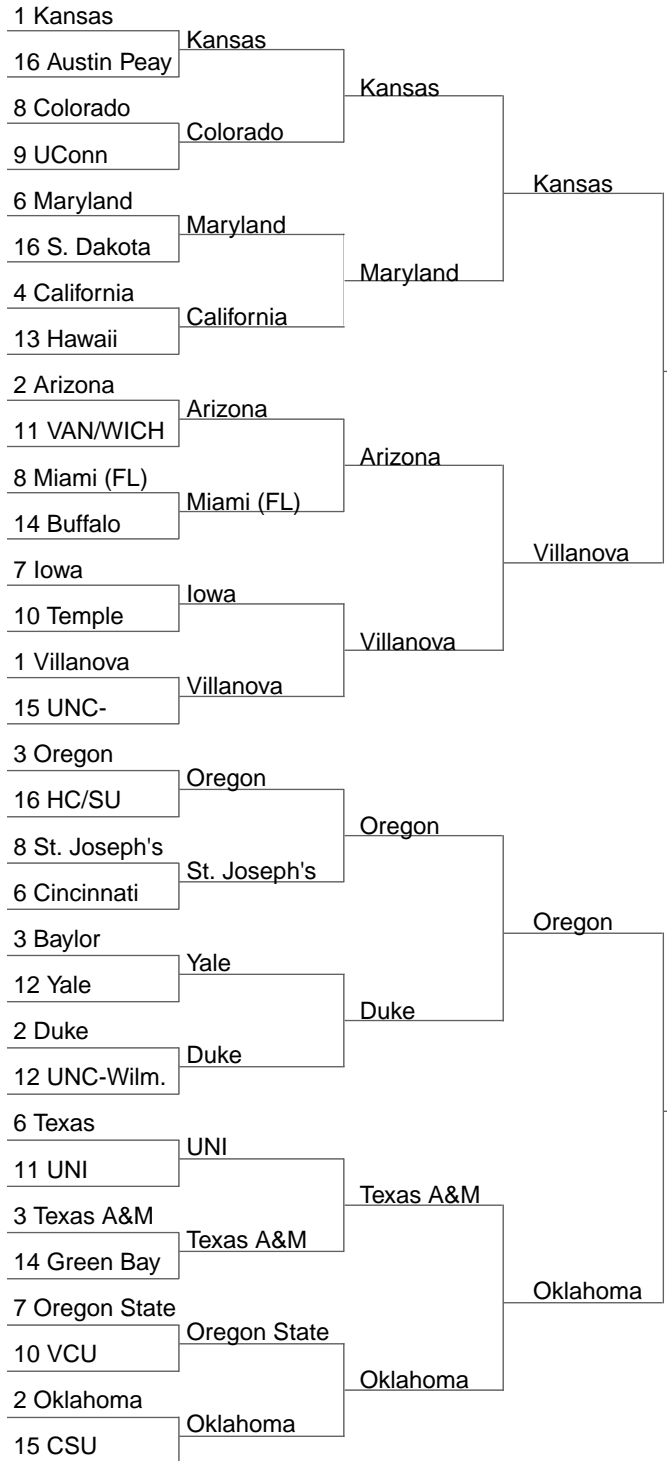 1 Kansas
16 Austin Peay
8 Colorado
9 UConn
6 Maryland
16 S. Dakota
4 California
13 Hawaii
2 Arizona
11 VAN/WICH
8 Miami (FL)
14 Buffalo
7 Iowa
10 Temple
1 Villanova
15 UNC-
3 Oregon
16 HC/SU
8 St. Joseph's
6 Cincinnati
3 Baylor
12 Yale
2 Duke
12 UNC-Wilm.
6 Texas
11 UNI
3 Texas A&M
14 Green Bay
7 Oregon State
10 VCU
2 Oklahoma
15 CSU
Kansas
Colorado
Maryland
California
Arizona
Miami (FL)
Iowa
Villanova
Oregon
St. Joseph's
Yale
Duke
UNI
Texas A&M
Oregon State
Oklahoma
Kansas
Maryland
Arizona
Villanova
Oregon
Duke
Texas A&M
Oklahoma
Kansas
Villanova
Oregon
Oklahoma